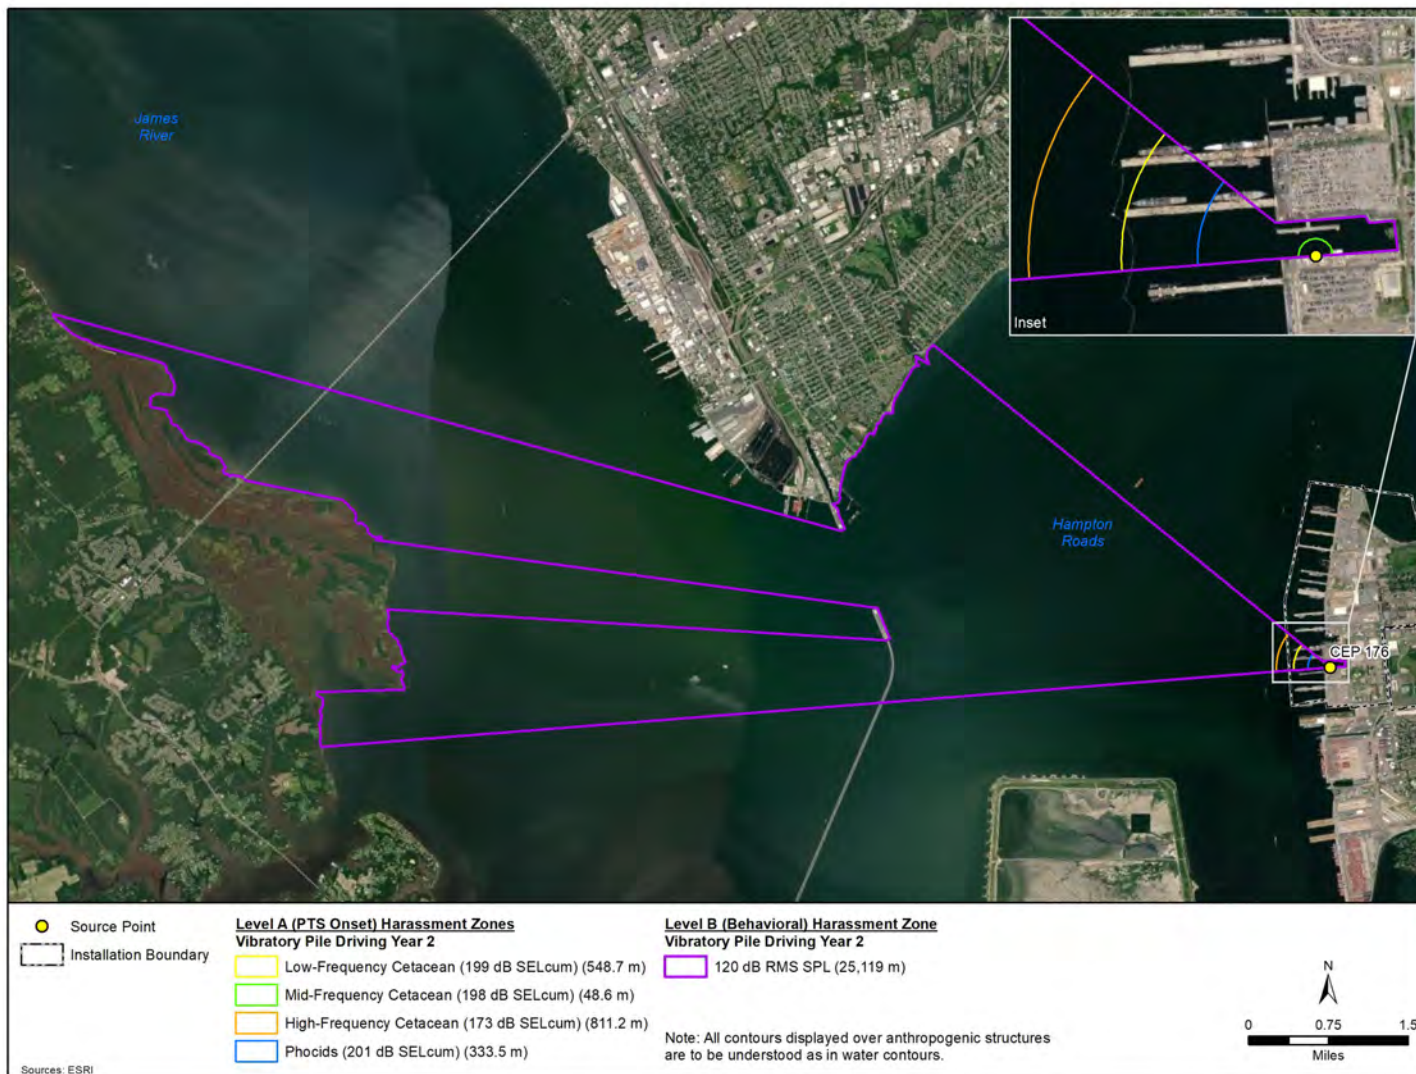 James
River
Inset
Hampton
Roads
CEP 176
Source Point
Installation Boundary
Level A (PTS Onset) Harassment Zones
Vibratory Pile Driving Year 2
Low-Frequency Cetacean (199 dB SELcum) (548.7 m)
Mid-Frequency Cetacean (198 dB SELcum) (48.6 m)
High-Frequency Cetacean (173 dB SELcum) (811.2 m)
Phocids (201 dB SELcum) (333.5 m)
Level B (Behavioral) Harassment Zone
Vibratory Pile Driving Year 2
120 dB RMS SPL (25,119 m)
Note: All contours displayed over anthropogenic structures
are to be understood as in water contours.
N
0 0.75 1.5
Miles
Sources: ESRI